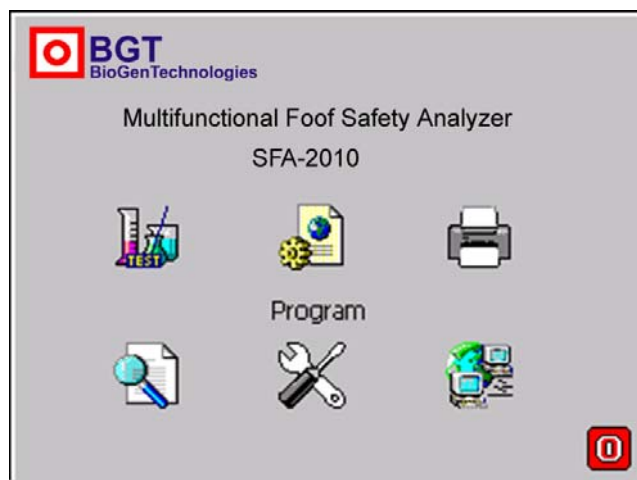 BGT
BioGenTechnologies
Multifunctional Foof Safety Analyzer
SFA-2010
TEST
Program